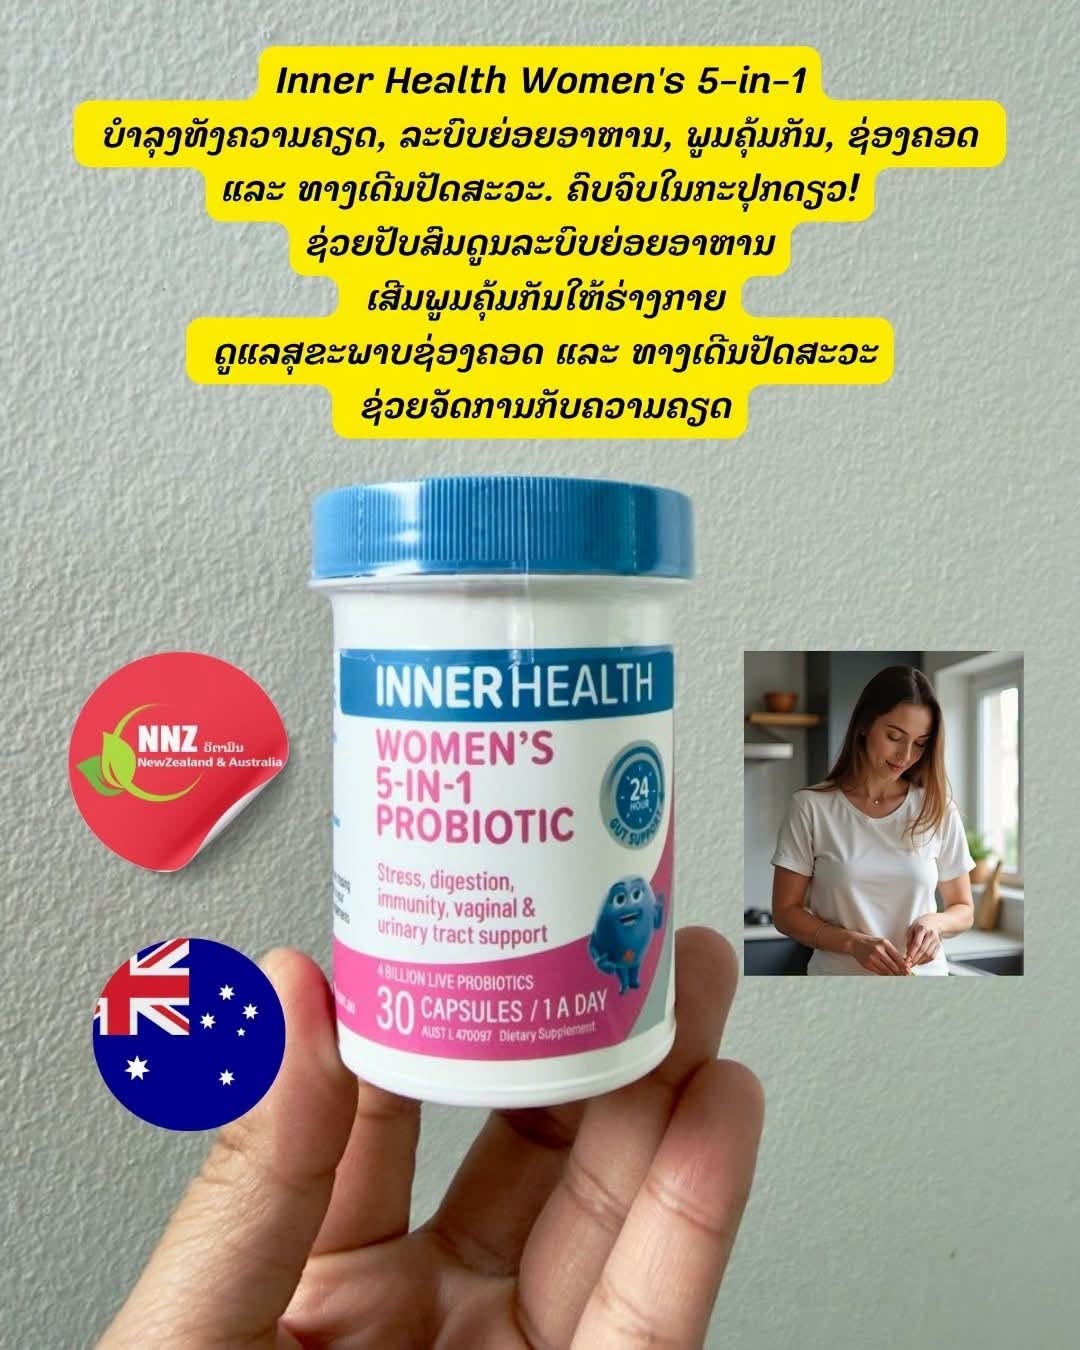 Inner Health Women's 5-in-1
ບຳລຸງທັງຄວາມຄຽດ, ລະບົບຍ່ອຍອາຫານ, ພູມຄຸ້ມກັນ, ຊ່ອງຄອດ
ແລະ ທາງເດີນປັດສະວະ. ຄົບຈົບໃນກະປຸກດຽວ!
ຊ່ວຍປັບສົມດູນລະບົບຍ່ອຍອາຫານ
ເສີມພູມຄຸ້ມກັນໃຫ້ຮ່າງກາຍ
ດູແລສຸຂະພາບຊ່ອງຄອດ ແລະ ທາງເດີນປັດສະວະ
ຊ່ວຍຈັດການກັບຄວາມຄຽດ
INNER HEALTH
WOMEN'S
5-IN-1
PROBIOTIC
24
HOUR
GUT SUPPORT
Stress, digestion,
immunity, vaginal &
urinary tract support
4 BILLION LIVE PROBIOTICS
30 CAPSULES / 1 A DAY
AUST L 470097 Dietary Supplement
NNZ ວິຕາມິນ
NewZealand & Australia